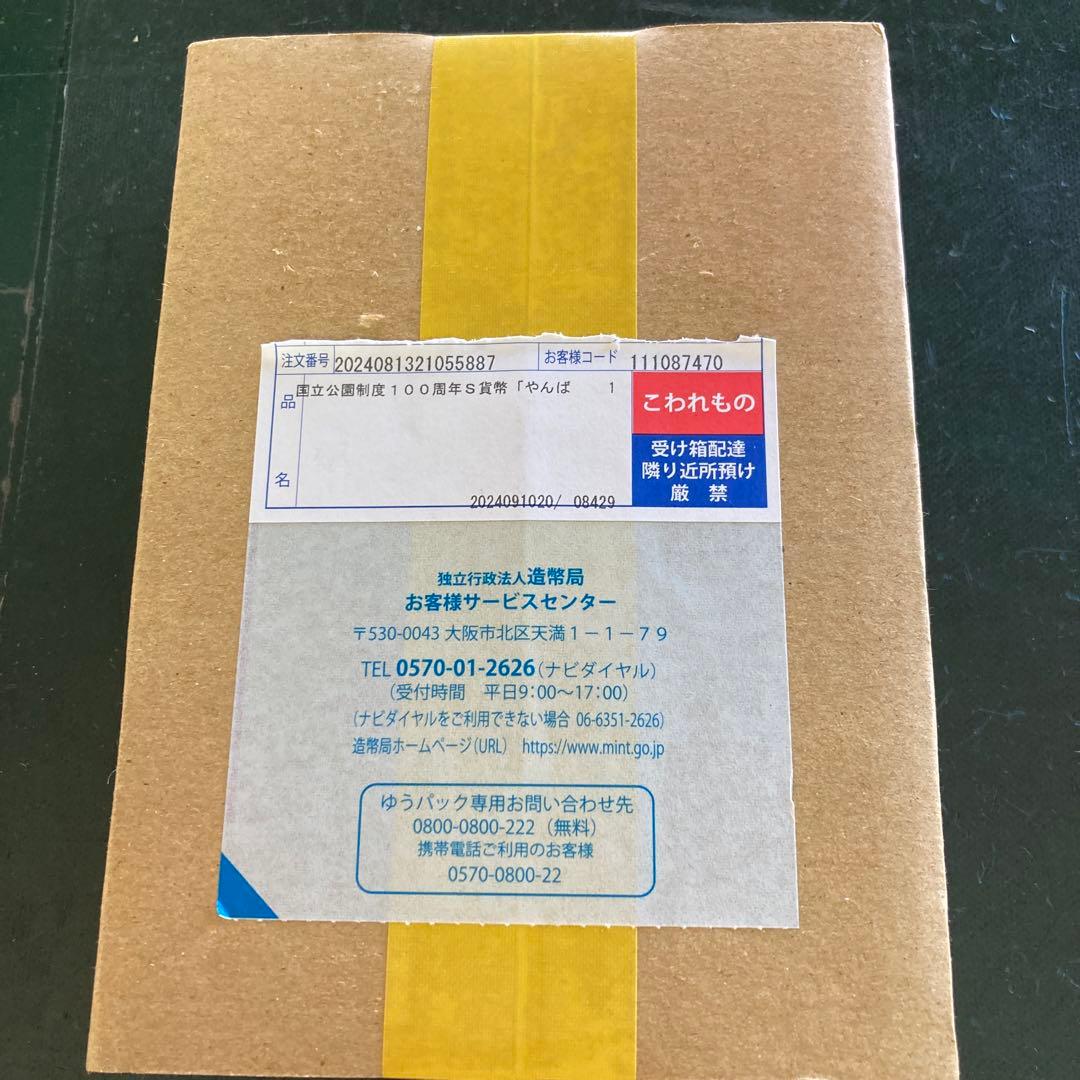 注文番号 2024081321055887 お客様コード 111087470
品名 国立公園制度１００周年Ｓ貨幣「やんば 1
こわれもの
受け箱配達
隣り近所預け
厳 禁
2024091020/ 08429
独立行政法人造幣局
お客様サービスセンター
〒530-0043 大阪市北区天満１－１－７９
TEL 0570-01-2626（ナビダイヤル）
（受付時間 平日9:00～17:00）
（ナビダイヤルをご利用できない場合 06-6351-2626）
造幣局ホームページ（URL） https://www.mint.go.jp
ゆうパック専用お問い合わせ先
0800-0800-222（無料）
携帯電話ご利用のお客様
0570-0800-22